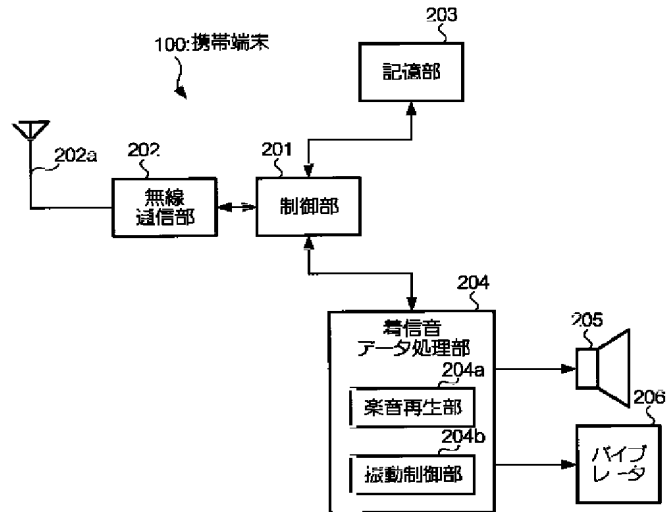 100:携帯端末
203
記憶部
202a
202
無線
通信部
201
制御部
204
着信音
データ処理部
204a
楽音再生部
204b
振動制御部
205
206
バイブ
レータ